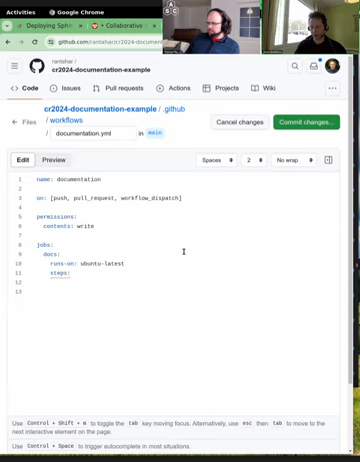 Activities
Google Chrome
Deploying Sph
Collaborative
github.com/rantahar/cr2024-documen
A
S C
rantahar /
cr2024-documentation-example
Code
Issues
Pull requests
Actions
Projects
Wiki
Files
cr2024-documentation-example / .github
/ workflows
/ documentation.yml in main
Cancel changes
Commit changes...
Edit
Preview
Spaces
2
No wrap
1 name: documentation
2
3 on: [push, pull_request, workflow_dispatch]
4
5 permissions:
6 contents: write
7
8 jobs:
9 docs:
10 runs-on: ubuntu-latest
11 steps:
12
13
Use Control + Shift + m to toggle the tab key moving focus. Alternatively, use esc then tab to move to the
next interactive element on the page.
Use Control + Space to trigger autocomplete in most situations.